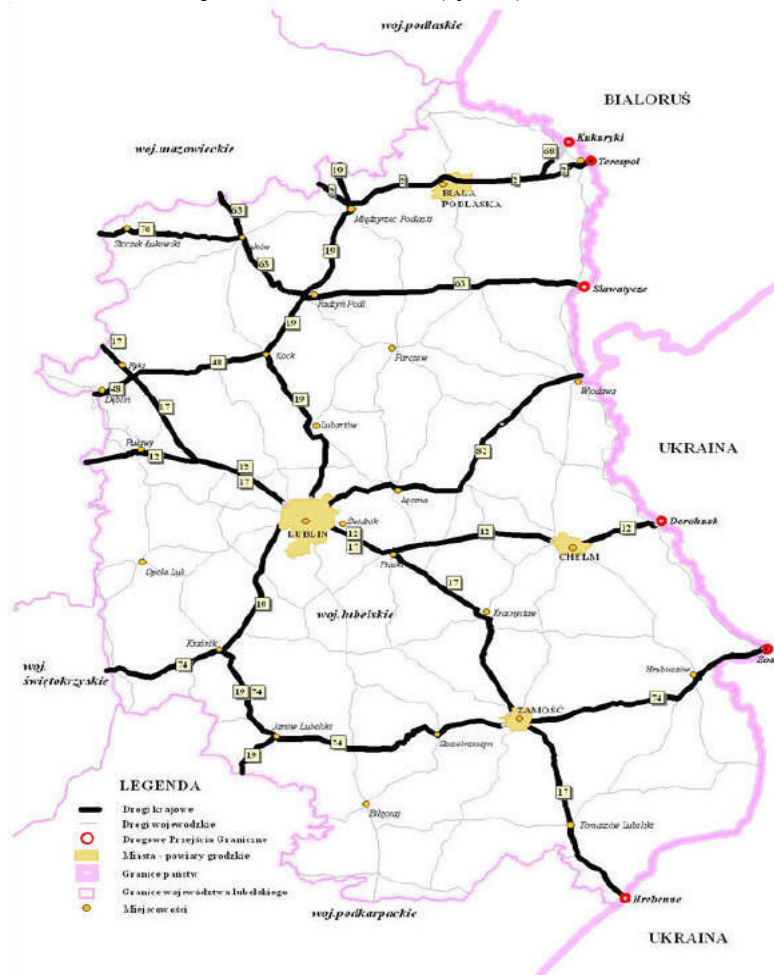 woj.podlaskie
BIALORUŚ
Kukuryki
woj.mazowieckie
19
68
Terespol
2
2
2
2
BIAŁA
PODLASKA
63
Międzyrzec Podlaski
76
Stoczek Łukowski
19
63
63
Radzyń Podl.
Sławatycze
17
19
48
Kock
Parczew
Ryki
48
Dęblin
19
Włodawa
17
Lubartów
UKRAINA
Puławy
12
12
17
82
Łęczna
Dorohusk
LUBLIN
Świdnik
12
17
12
12
CHEŁM
Piaski
Opole Lub.
17
19
Krasnystaw
woj.lubelskie
Kraśnik
woj.
świętokrzyskie
74
Hrubieszów
Zos
19
74
ZAMOŚĆ
74
Janów Lubelski
74
Szczebrzeszyn
19
LEGENDA
17
Drogi krajowe
Drogi wojewódzkie
Biłgoraj
Tomaszów Lubelski
Drogowe Przejścia Graniczne
Miasta - powiaty grodzkie
Granice państw
Granice województwa lubelskiego
Hrebenne
Miejscowości
woj.podkarpackie
UKRAINA